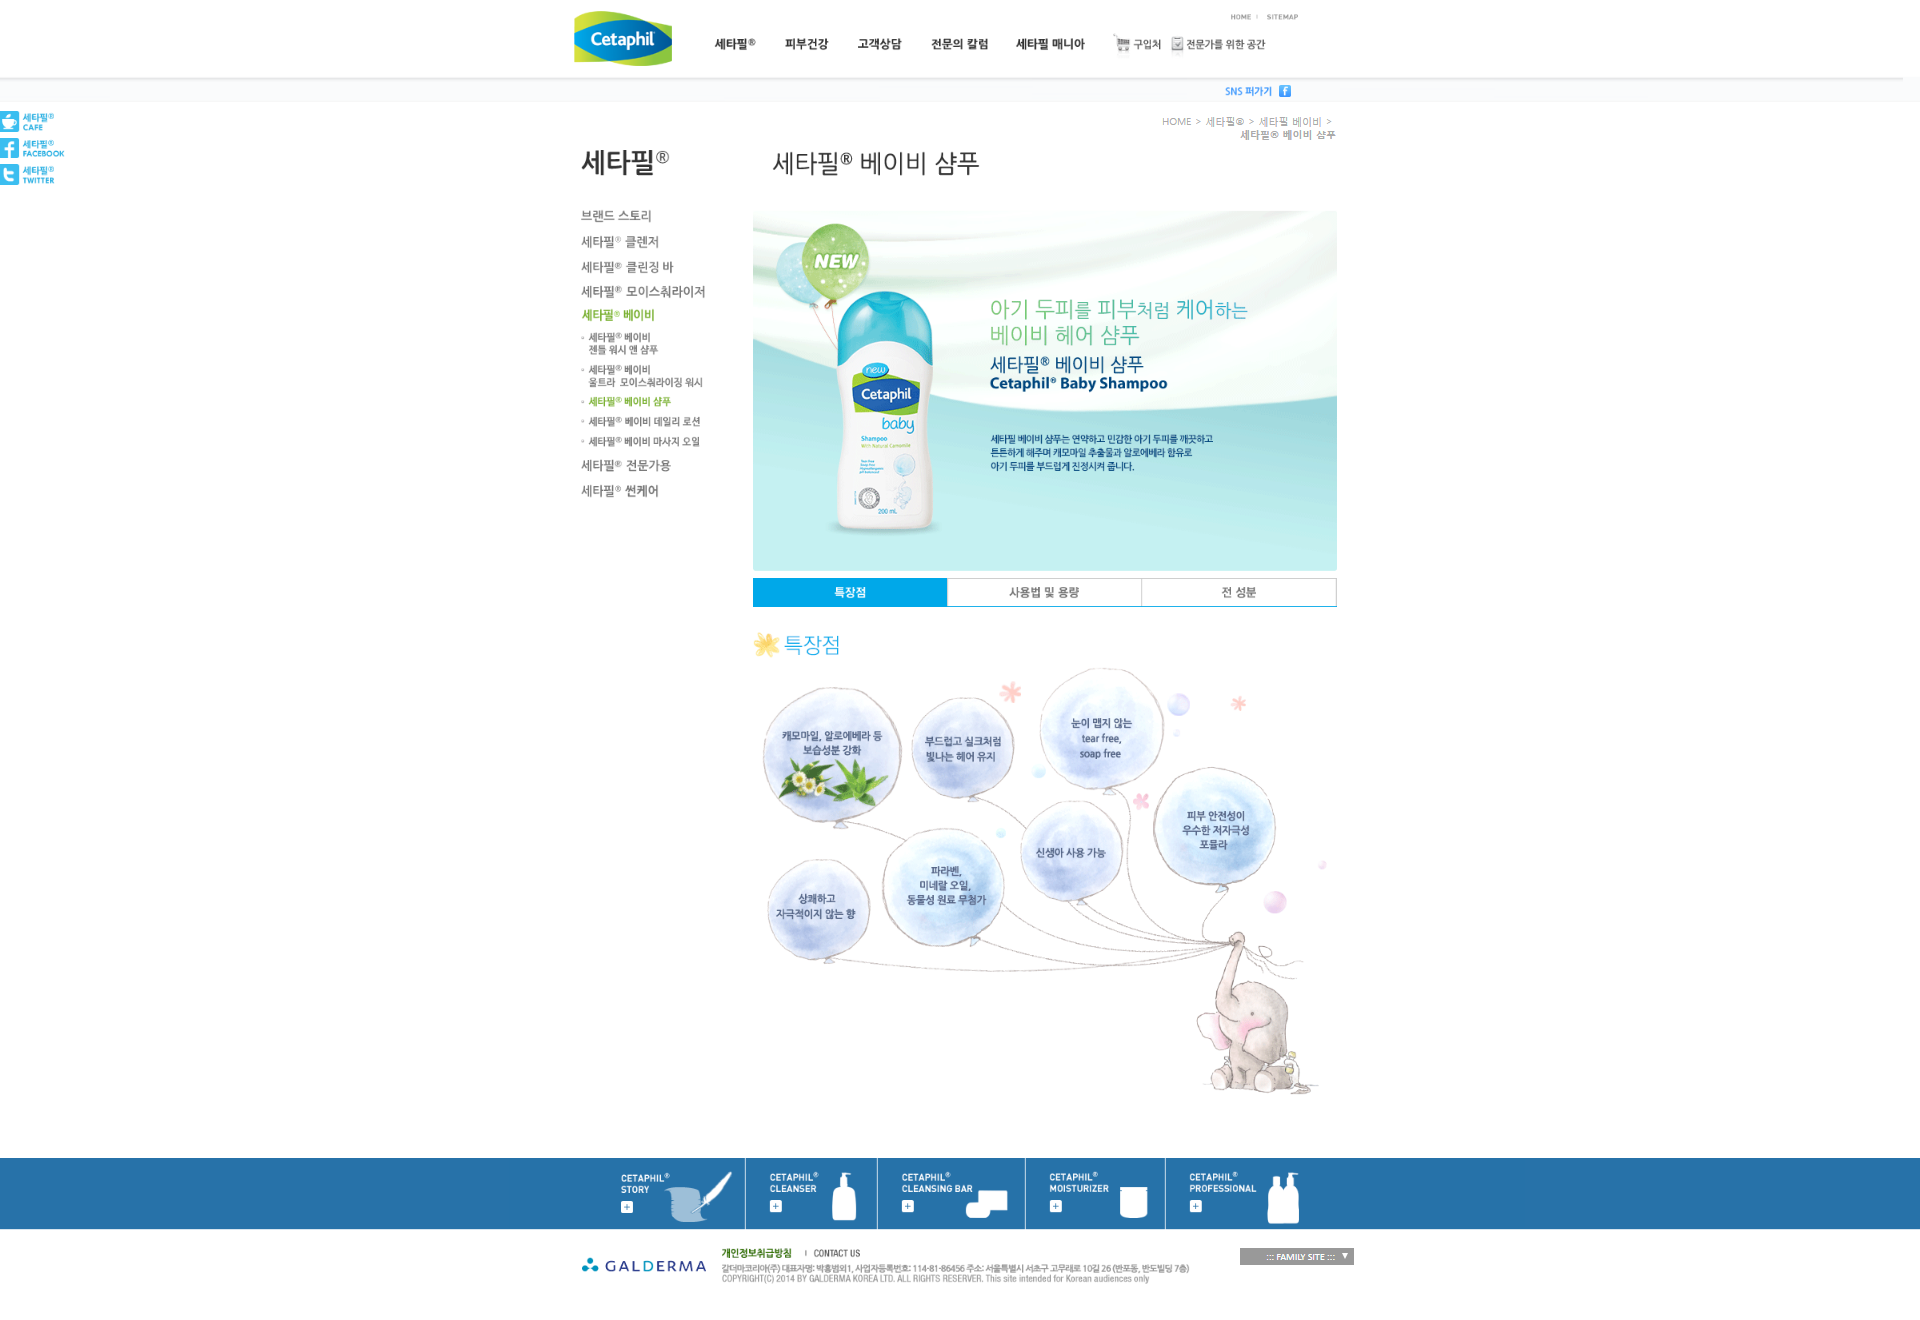 HOME
SITEMAP
Cetaphil
세타필®
피부건강
고객상담
전문의 칼럼
세타필 매니아
구입처
전문가를 위한 공간
SNS 퍼가기
세타필®
CAFE
세타필®
FACEBOOK
세타필®
TWITTER
HOME > 세타필® > 세타필 베이비 >
세타필® 베이비 샴푸
세타필®
세타필® 베이비 샴푸
브랜드 스토리
세타필® 클렌저
세타필® 클린징 바
세타필® 모이스춰라이저
세타필® 베이비
세타필® 베이비
젠틀 워시 앤 샴푸
세타필® 베이비
울트라 모이스춰라이징 워시
세타필® 베이비 샴푸
세타필® 베이비 데일리 로션
세타필® 베이비 마사지 오일
세타필® 전문가용
세타필® 썬케어
NEW
new
Cetaphil
baby
Shampoo
With Natural Camomile
200 mL
아기 두피를 피부처럼 케어하는
베이비 헤어 샴푸
세타필® 베이비 샴푸
Cetaphil® Baby Shampoo
세타필 베이비 샴푸는 연약하고 민감한 아기 두피를 깨끗하고
튼튼하게 해주며 캐모마일 추출물과 알로에베라 함유로
아기 두피를 부드럽게 진정시켜 줍니다.
특장점
사용법 및 용량
전 성분
특장점
캐모마일, 알로에베라 등
보습성분 강화
부드럽고 실크처럼
빛나는 헤어 유지
눈이 맵지 않는
tear free,
soap free
피부 안전성이
우수한 저자극성
포뮬라
신생아 사용 가능
파라벤,
미네랄 오일,
동물성 원료 무첨가
상쾌하고
자극적이지 않는 향
CETAPHIL®
STORY
CETAPHIL®
CLEANSER
CETAPHIL®
CLEANSING BAR
CETAPHIL®
MOISTURIZER
CETAPHIL®
PROFESSIONAL
GALDERMA
개인정보취급방침
CONTACT US
갈더마코리아(주) 대표자명: 박흥범외1, 사업자등록번호: 114-81-86456 주소: 서울특별시 서초구 고무래로 10길 26 (반포동, 반도빌딩 7층)
COPYRIGHT(C) 2014 BY GALDERMA KOREA LTD. ALL RIGHTS RESERVER. This site intended for Korean audiences only
::: FAMILY SITE ::: ▼